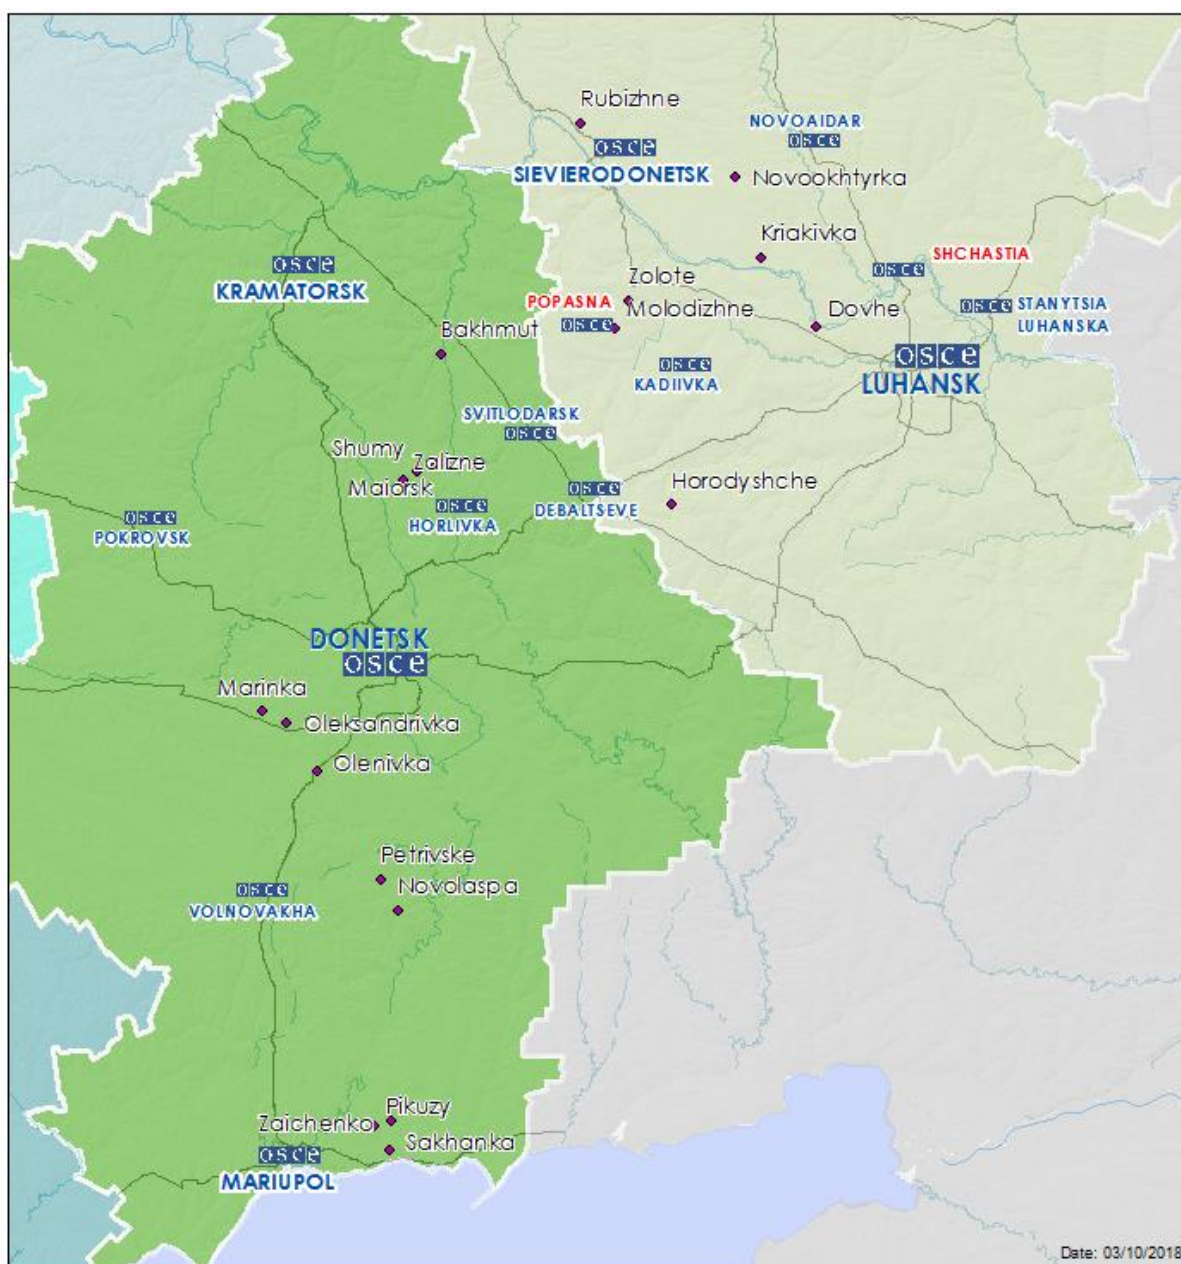 Rubizhne
NOVOAIDAR
osce
osce
SIEVIERODONETSK
Novookhtyrka
Kriakivka
SHCHASTIA
osce
osce
KRAMATORSK
Zolote
POPASNA
Molodizhne
osce
Dovhe
osce
STANYTSIA
LUHANSKA
Bakhmut
osce
KADIIVKA
osce
LUHANSK
SVITLODARSK
osce
Shumy
Zalizne
Maiorsk
osce
HORLIVKA
osce
DEBALTSEVE
Horodyshche
osce
POKROVSK
DONETSK
osce
Marinka
Oleksandrivka
Olenivka
Petrivske
Novolaspa
osce
VOLNOVAKHA
Pikuzy
Zaichenko
Sakhanka
osce
MARIUPOL
Date: 03/10/2018